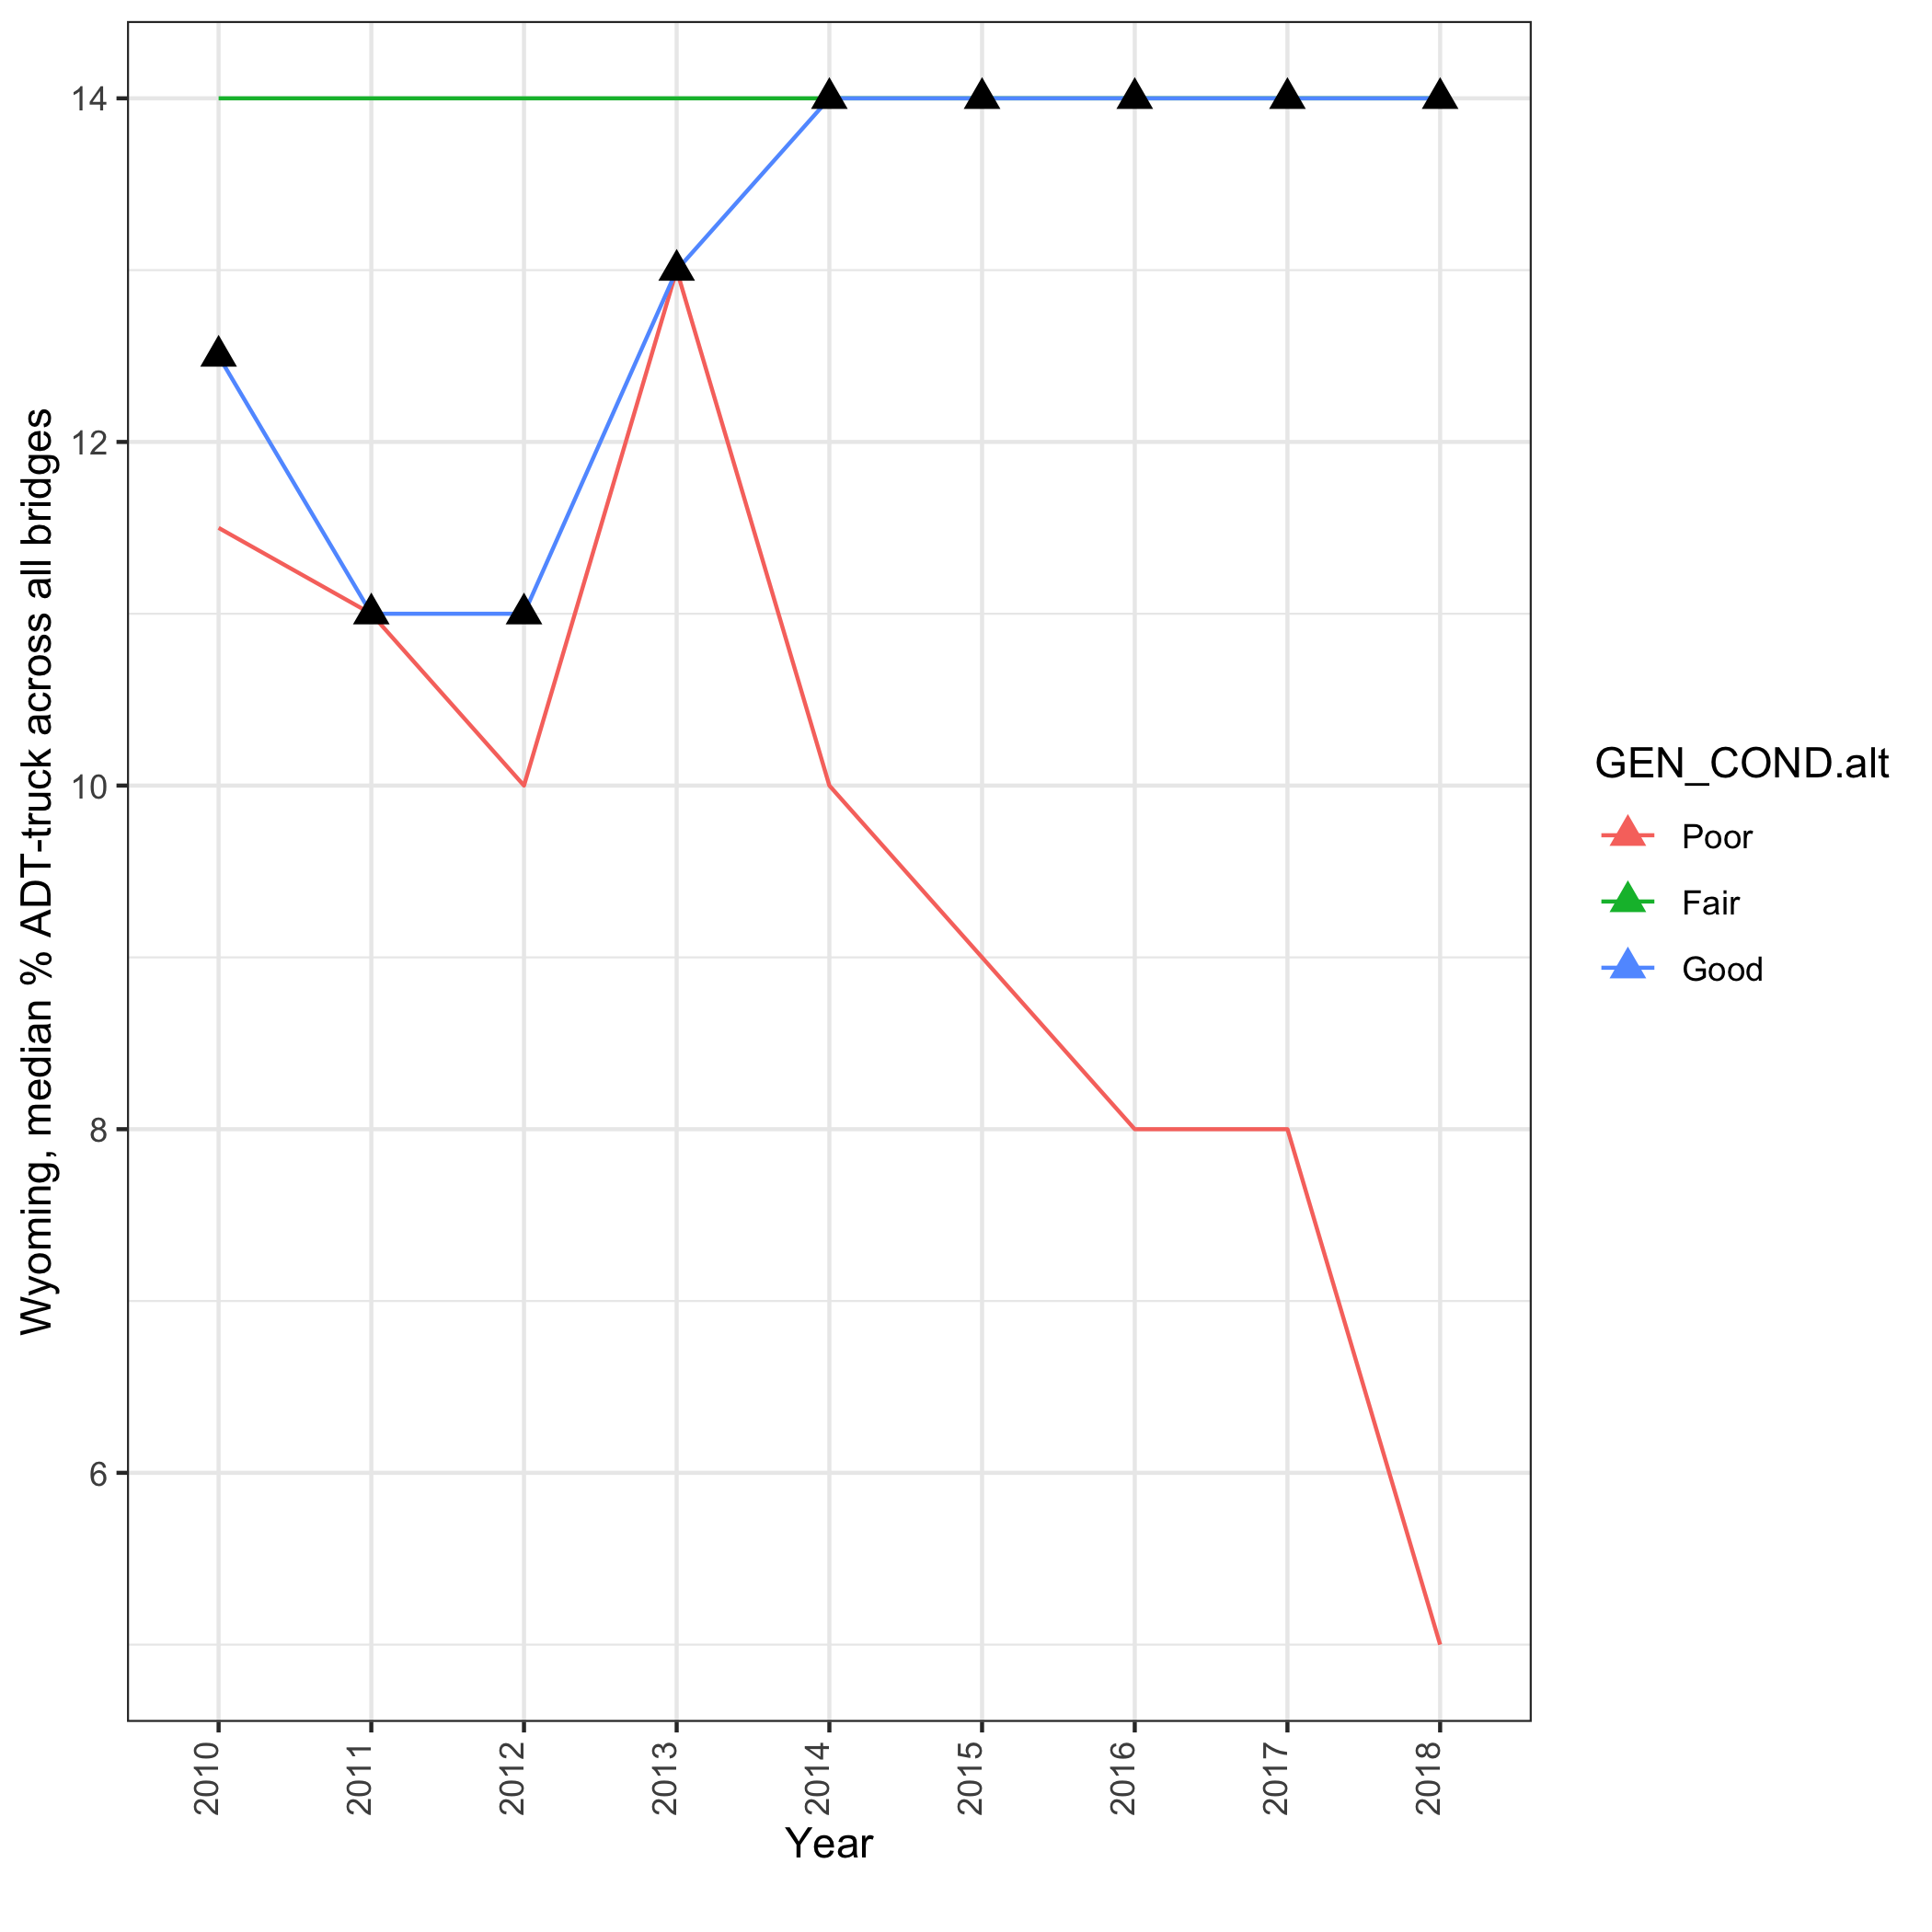 Wyoming, median % ADT-truck across all bridges
14
12
10
8
6
2010
2011
2012
2013
2014
2015
2016
2017
2018
Year
GEN_COND.alt
Poor
Fair
Good